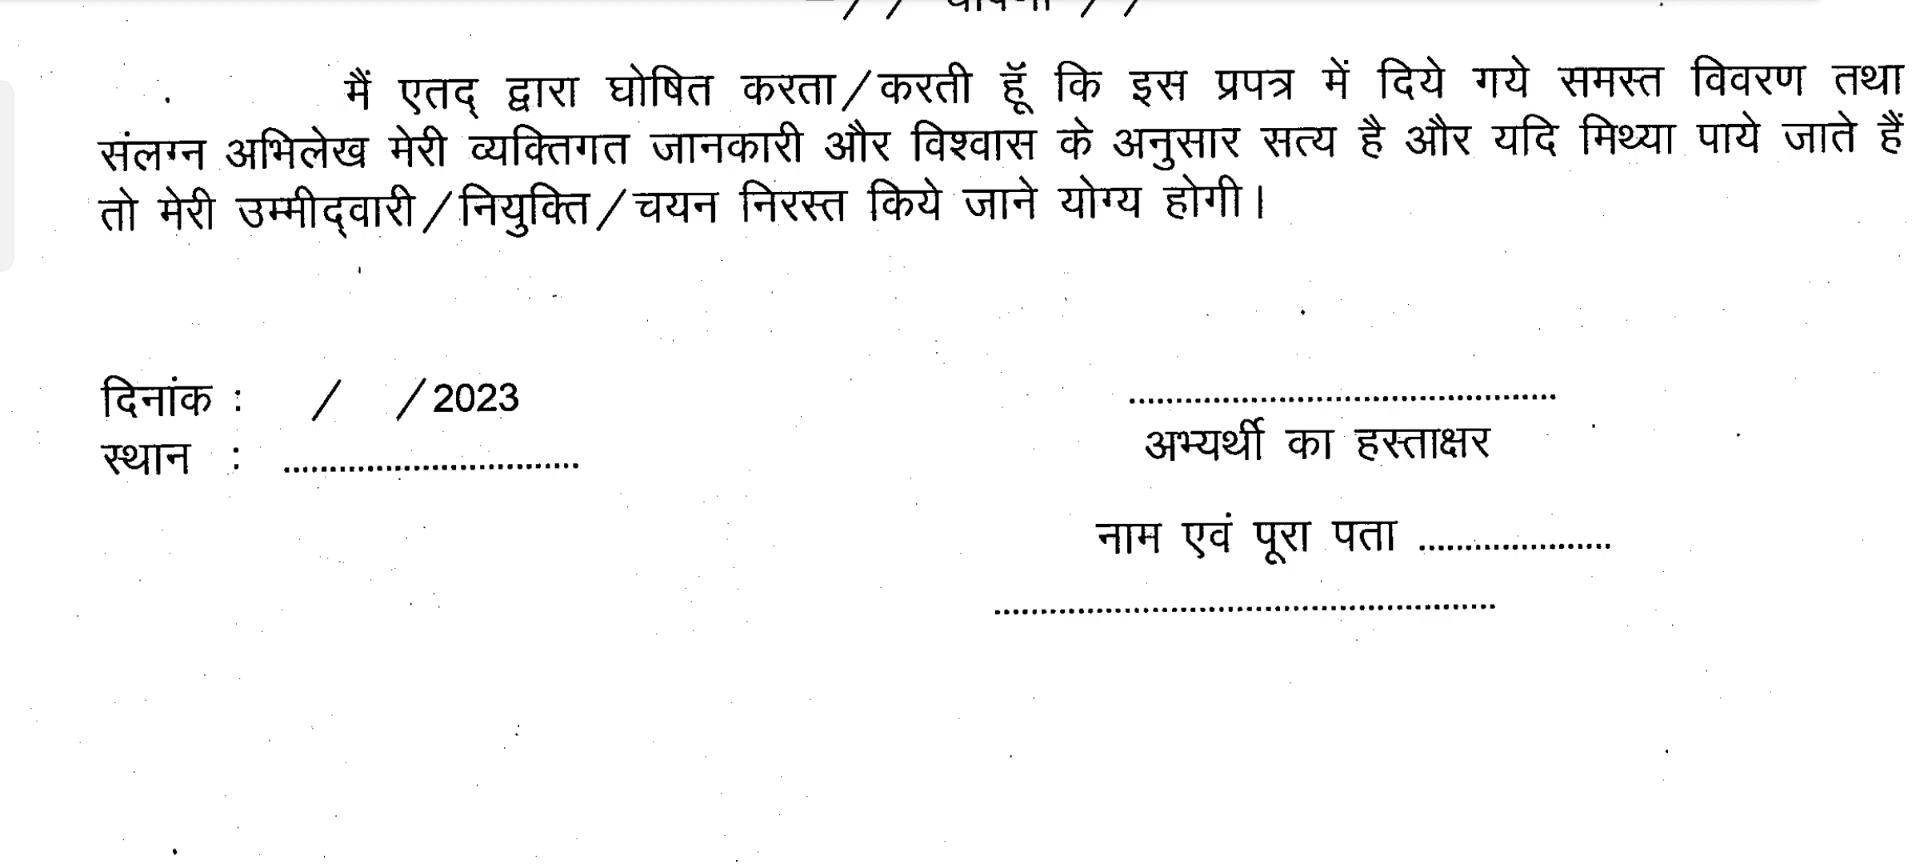 मैं एतद् द्वारा घोषित करता/करती हूॅं कि इस प्रपत्र में दिये गये समस्त विवरण तथा
संलग्न अभिलेख मेरी व्यक्तिगत जानकारी और विश्वास के अनुसार सत्य है और यदि मिथ्या पाये जाते हैं
तो मेरी उम्मीद्वारी/नियुक्ति/चयन निरस्त किये जाने योग्य होगी।
दिनांक : / /2023
स्थान : ................................
..............................................
अभ्यर्थी का हस्ताक्षर
नाम एवं पूरा पता .....................
......................................................